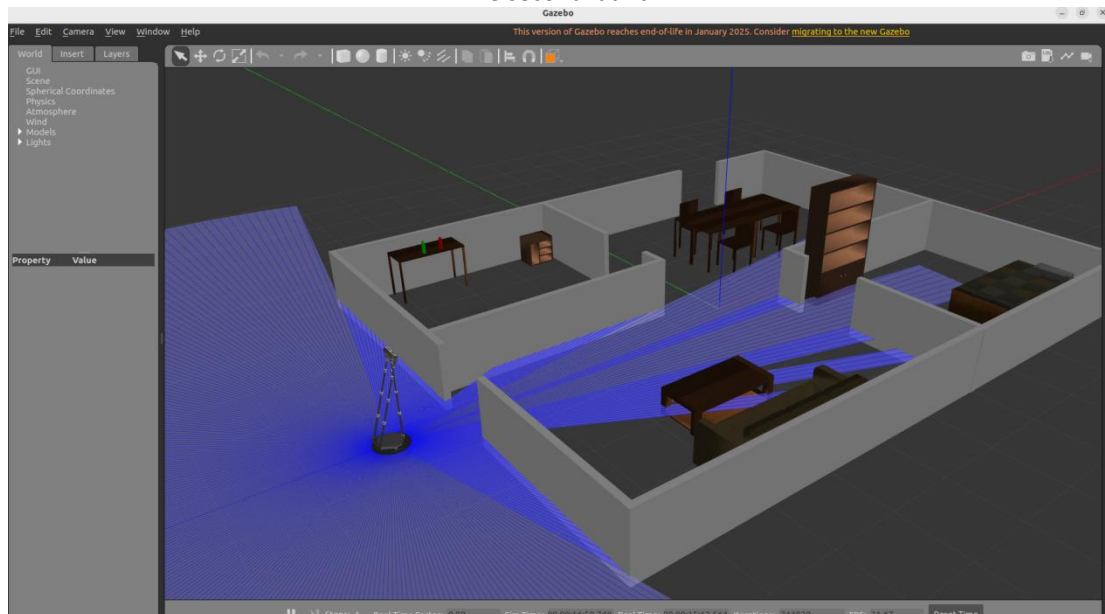 Gazebo
File Edit Camera View Window Help
This version of Gazebo reaches end-of-life in January 2025. Consider migrating to the new Gazebo
World Insert Layers
GUI
Scene
Spherical Coordinates
Physics
Atmosphere
Wind
Models
Lights
Property Value
Reset Time